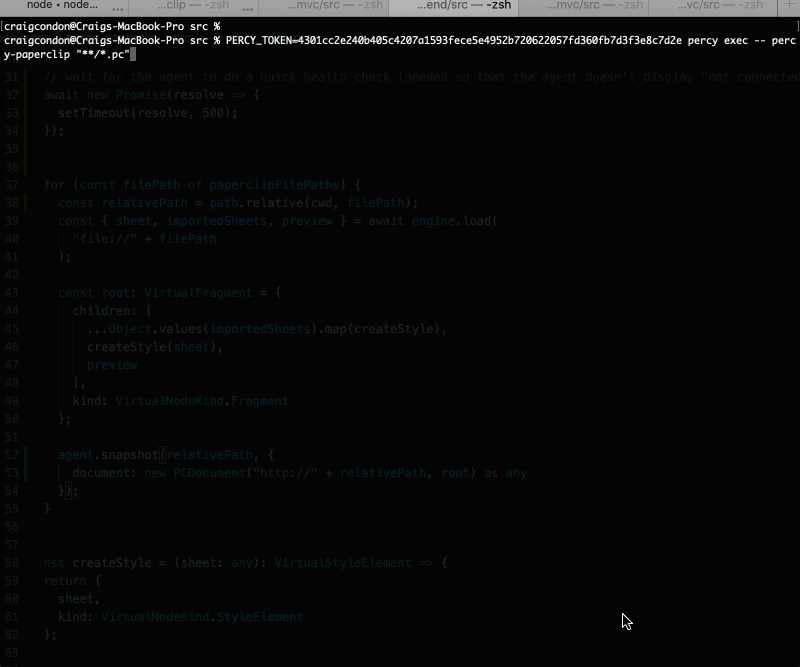 node • node... ... ...clip — -zsh ... ...mvc/src — -zsh ...end/src — -zsh ...mvc/src — -zsh ...vc/src — -zsh +
[craigcondon@Craigs-MacBook-Pro src % ]
craigcondon@Craigs-MacBook-Pro src % PERCY_TOKEN=4301cc2e240b405c4207a1593fece5e4952b720622057fd360fb7d3f3e8c7d2e percy exec -- perc
y-paperclip "**/*.pc"
31 // wait for the agent to do a quick health check (needed so that the agent doesn't display "not connected
32 await new Promise(resolve => {
33 setTimeout(resolve, 500);
34 });
35
36
37 for (const filePath of paperclipFilePaths) {
38 const relativePath = path.relative(cwd, filePath);
39 const { sheet, importedSheets, preview } = await engine.load(
40 "file://" + filePath
41 );
42
43 const root: VirtualFragment = {
44 children: [
45 ...Object.values(importedSheets).map(createStyle),
46 createStyle(sheet),
47 preview
48 ],
49 kind: VirtualNodeKind.Fragment
50 };
51
52 agent.snapshot(relativePath, {
53 document: new PCDocument("http://" + relativePath, root) as any
54 });
55 }
56
57
58 nst createStyle = (sheet: any): VirtualStyleElement => {
59 return {
60 sheet,
61 kind: VirtualNodeKind.StyleElement
62 };
63